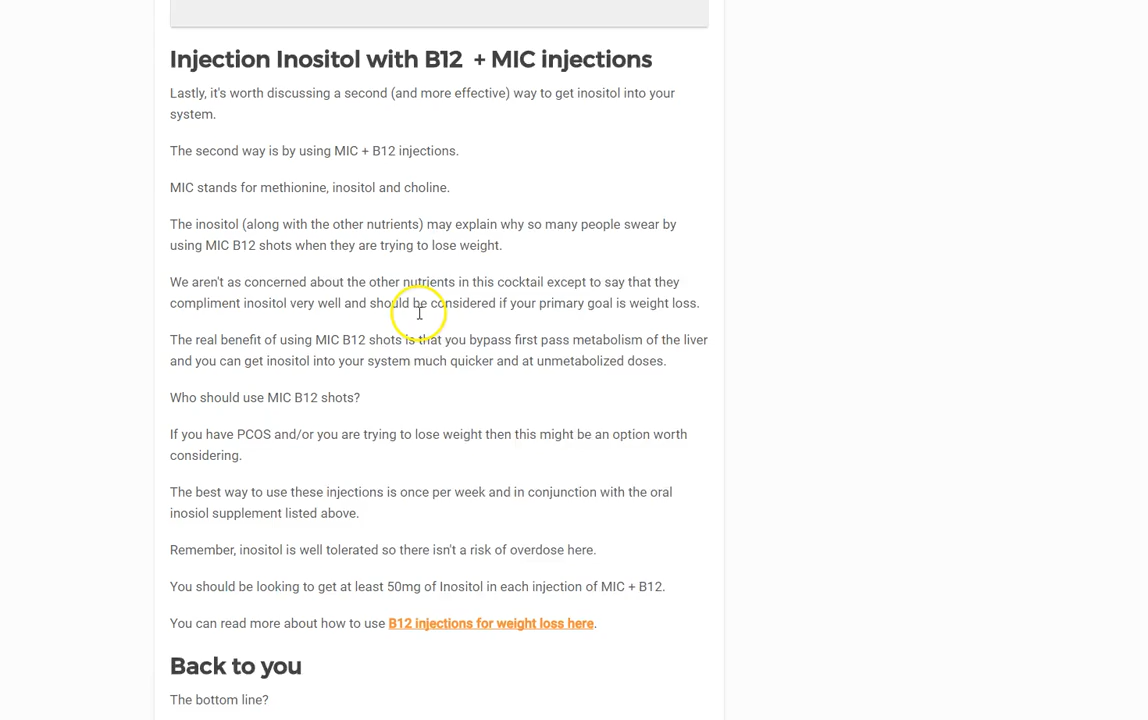 Injection Inositol with B12 + MIC injections
Lastly, it's worth discussing a second (and more effective) way to get inositol into your
system.
The second way is by using MIC + B12 injections.
MIC stands for methionine, inositol and choline.
The inositol (along with the other nutrients) may explain why so many people swear by
using MIC B12 shots when they are trying to lose weight.
We aren't as concerned about the other nutrients in this cocktail except to say that they
compliment inositol very well and should be considered if your primary goal is weight loss.
The real benefit of using MIC B12 shots is that you bypass first pass metabolism of the liver
and you can get inositol into your system much quicker and at unmetabolized doses.
Who should use MIC B12 shots?
If you have PCOS and/or you are trying to lose weight then this might be an option worth
considering.
The best way to use these injections is once per week and in conjunction with the oral
inosiol supplement listed above.
Remember, inositol is well tolerated so there isn't a risk of overdose here.
You should be looking to get at least 50mg of Inositol in each injection of MIC + B12.
You can read more about how to use B12 injections for weight loss here.
Back to you
The bottom line?